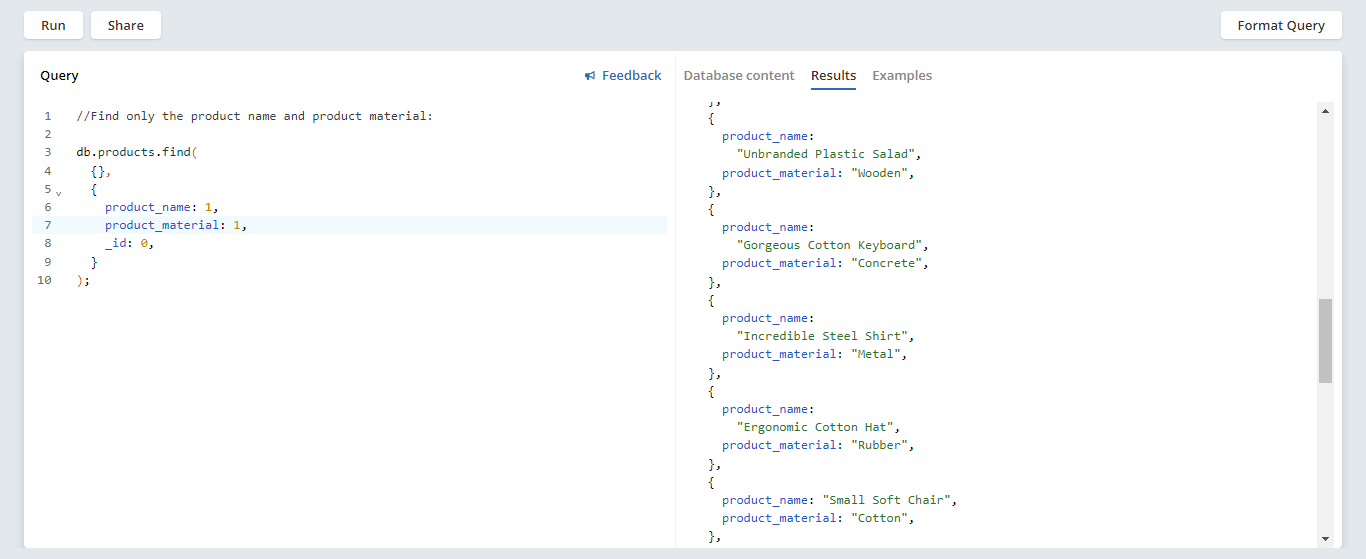 Run
Share
Format Query
Query
Feedback
1 //Find only the product name and product material:
2
3 db.products.find(
4 {},
5 {
6 product_name: 1,
7 product_material: 1,
8 _id: 0,
9 }
10 );
Database content
Results
Examples
},
{
product_name:
"Unbranded Plastic Salad",
product_material: "Wooden",
},
{
product_name:
"Gorgeous Cotton Keyboard",
product_material: "Concrete",
},
{
product_name:
"Incredible Steel Shirt",
product_material: "Metal",
},
{
product_name:
"Ergonomic Cotton Hat",
product_material: "Rubber",
},
{
product_name: "Small Soft Chair",
product_material: "Cotton",
},